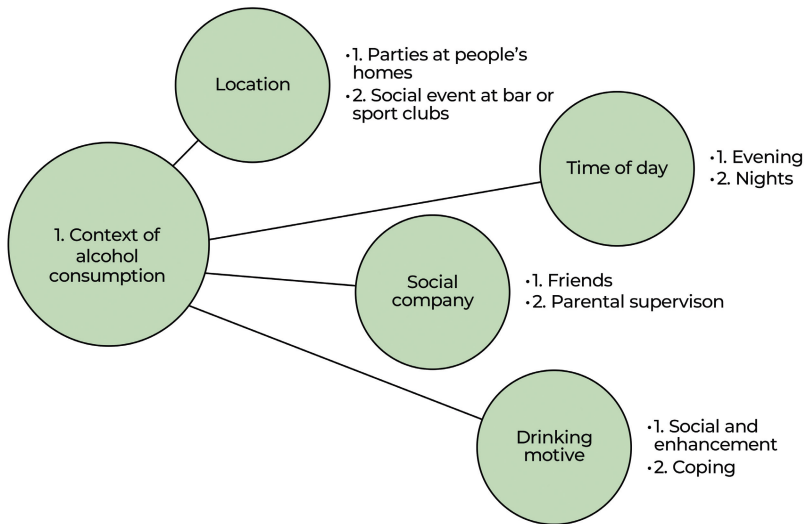 Location
•1. Parties at people's
homes
•2. Social event at bar or
sport clubs
Time of day
•1. Evening
•2. Nights
1. Context of
alcohol
consumption
Social
company
•1. Friends
•2. Parental supervison
Drinking
motive
•1. Social and
enhancement
•2. Coping